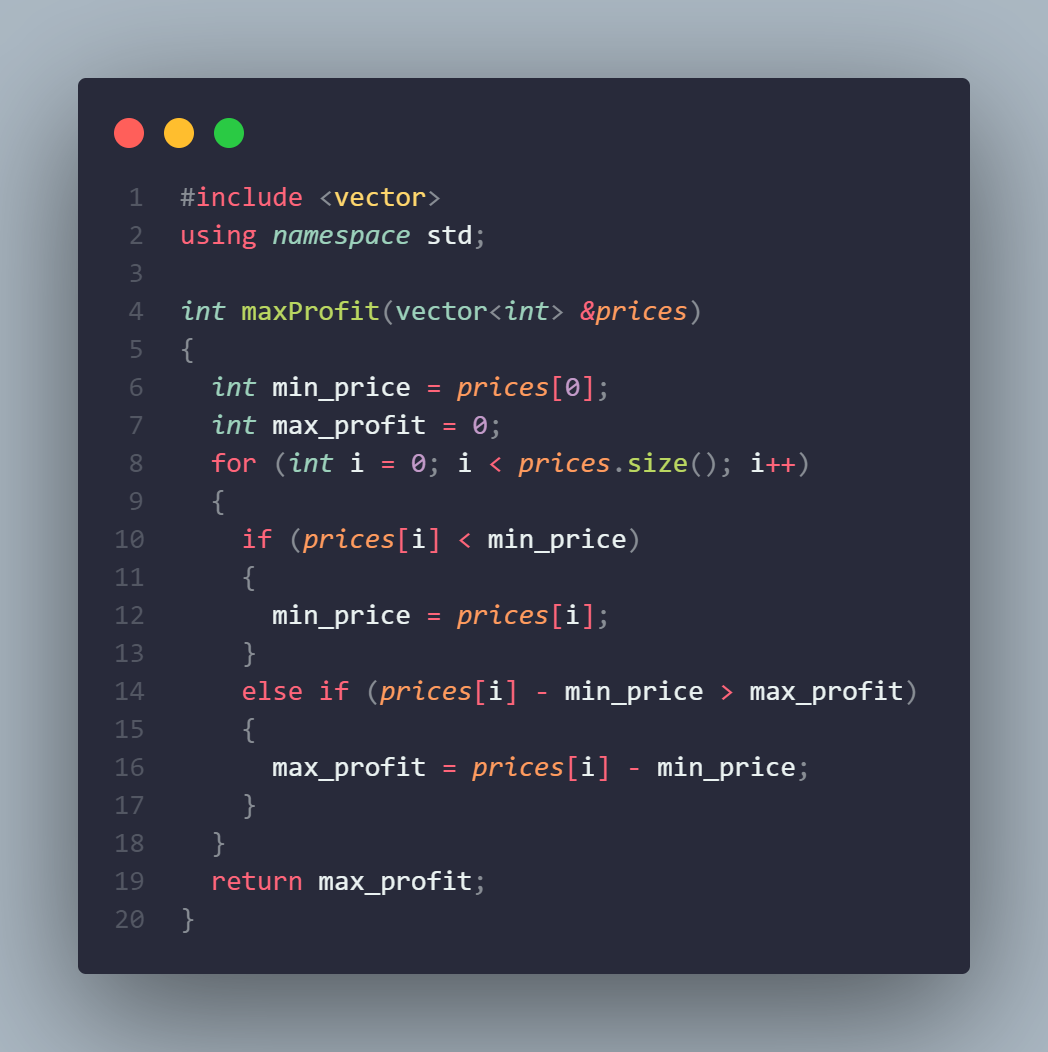 1 #include <vector>
2 using namespace std;
3
4 int maxProfit(vector<int> &prices)
5 {
6   int min_price = prices[0];
7   int max_profit = 0;
8   for (int i = 0; i < prices.size(); i++)
9   {
10     if (prices[i] < min_price)
11     {
12       min_price = prices[i];
13     }
14     else if (prices[i] - min_price > max_profit)
15     {
16       max_profit = prices[i] - min_price;
17     }
18   }
19   return max_profit;
20 }